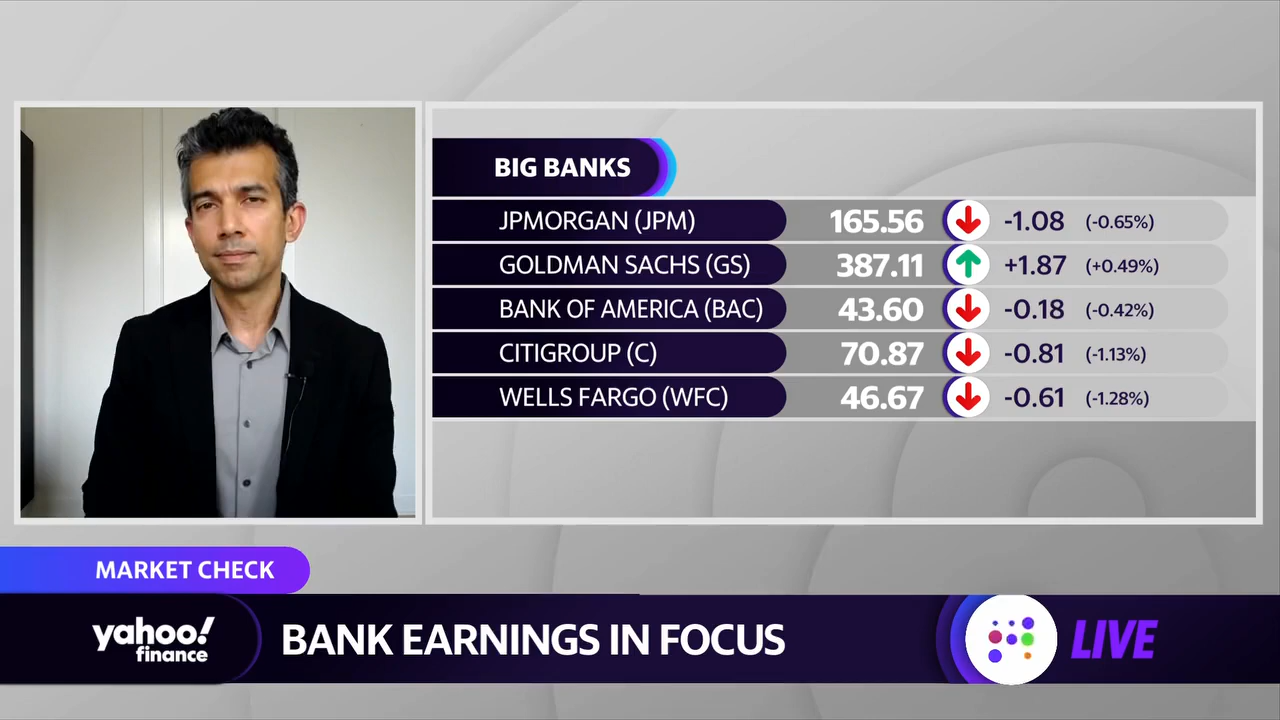 BIG BANKS
JPMORGAN (JPM) 165.56 -1.08 (-0.65%)
GOLDMAN SACHS (GS) 387.11 +1.87 (+0.49%)
BANK OF AMERICA (BAC) 43.60 -0.18 (-0.42%)
CITIGROUP (C) 70.87 -0.81 (-1.13%)
WELLS FARGO (WFC) 46.67 -0.61 (-1.28%)
MARKET CHECK
yahoo!
finance
BANK EARNINGS IN FOCUS
LIVE